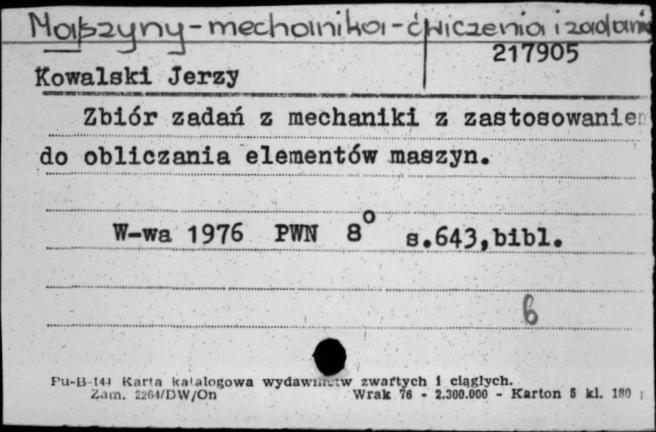 Maszyny - mechanika - ćwiczenia i zadania
217905
Kowalski Jerzy
Zbiór zadań z mechaniki z zastosowaniem
do obliczania elementów maszyn.
W-wa 1976 PWN 8° s.643,bibl.
6
Pu-B-144 Karta katalogowa wydawnictw zwartych i ciągłych.
Zam. 2264/DW/On Wrak 76 - 2.300.000 - Karton 5 kl. 180